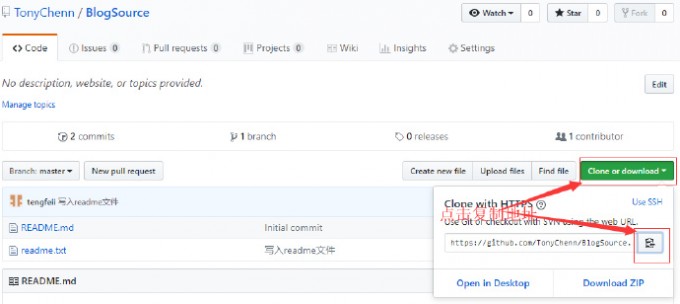 TonyChenn / BlogSource
Watch 0 Star 0 Fork 0
Code Issues 0 Pull requests 0 Projects 0 Wiki Insights Settings
No description, website, or topics provided.
Edit
Manage topics
2 commits 1 branch 0 releases 1 contributor
Branch: master New pull request Create new file Upload files Find file Clone or download
tengfeii 写入readme文件
README.md Initial commit
readme.txt 写入readme文件
README.md
Clone with HTTPS Use SSH
点击复制地址
Use Git or checkout with SVN using the web URL.
https://github.com/TonyChenn/BlogSource.
Open in Desktop Download ZIP